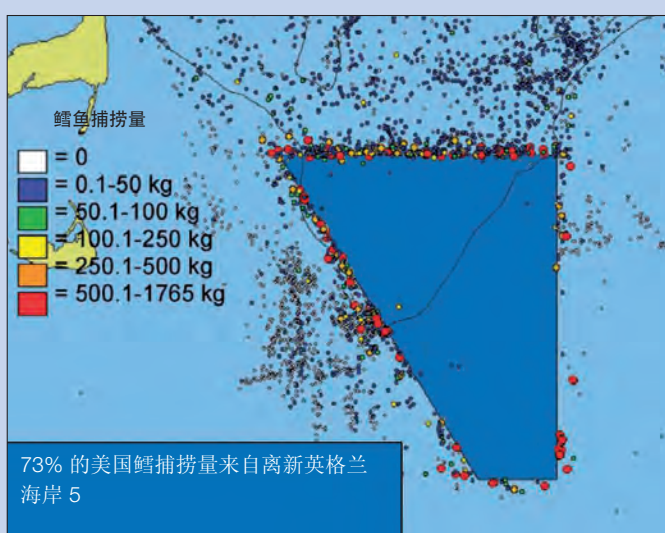 鳕鱼捕捞量
= 0
= 0.1-50 kg
= 50.1-100 kg
= 100.1-250 kg
= 250.1-500 kg
= 500.1-1765 kg
73% 的美国鳕捕捞量来自离新英格兰
海岸 5